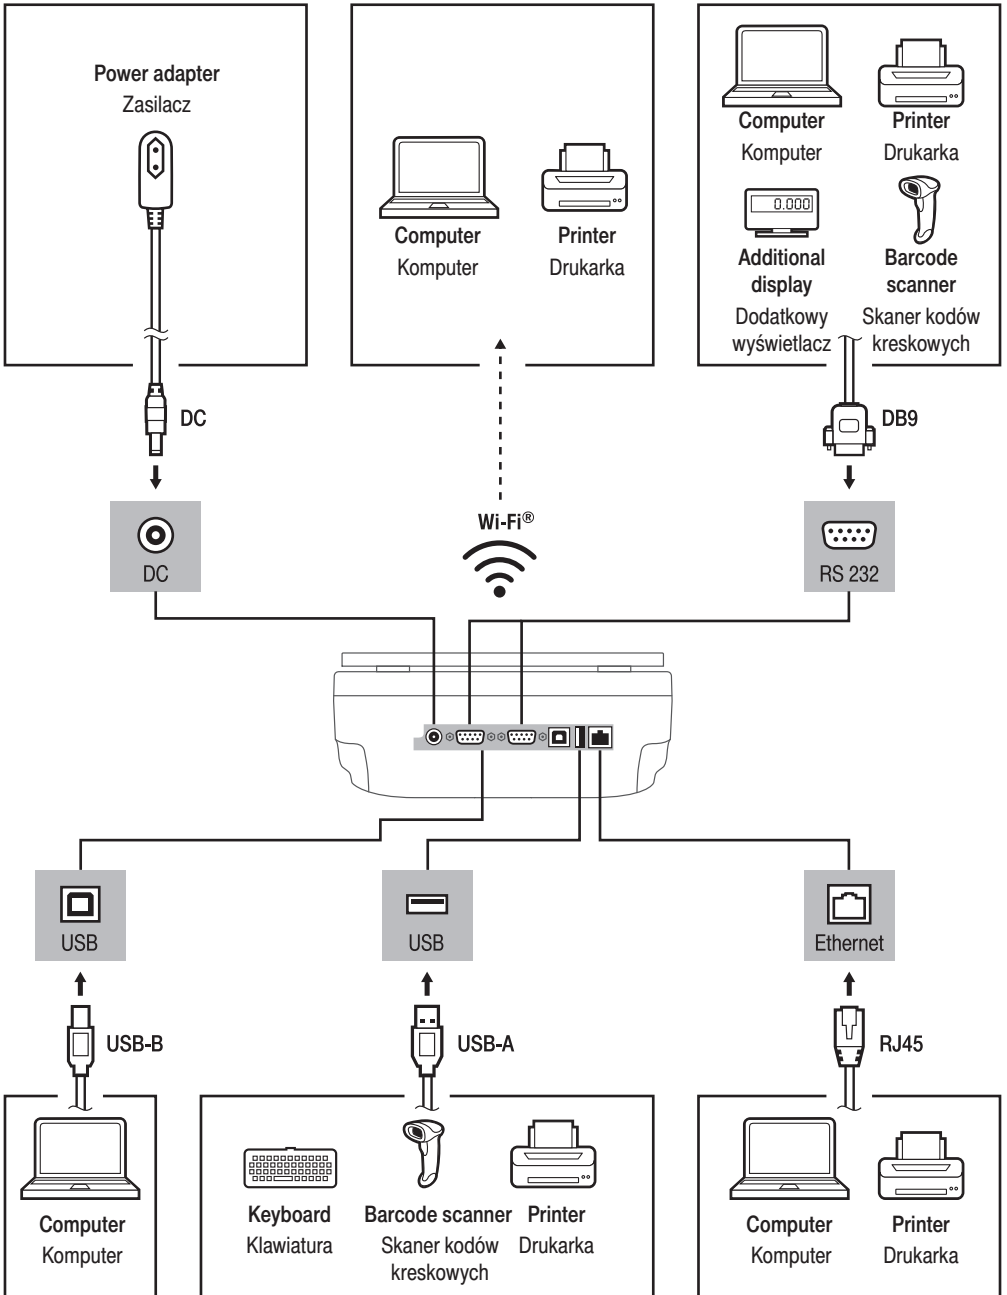 Power adapter
Zasilacz
DC
DC
Computer
Komputer
Printer
Drukarka
Wi-Fi®
Computer
Komputer
Printer
Drukarka
0.000
Additional
display
Dodatkowy
wyświetlacz
Barcode
scanner
Skaner kodów
kreskowych
DB9
RS 232
USB
USB-B
Computer
Komputer
USB
USB-A
Keyboard
Klawiatura
Barcode scanner
Skaner kodów
kreskowych
Printer
Drukarka
Ethernet
RJ45
Computer
Komputer
Printer
Drukarka